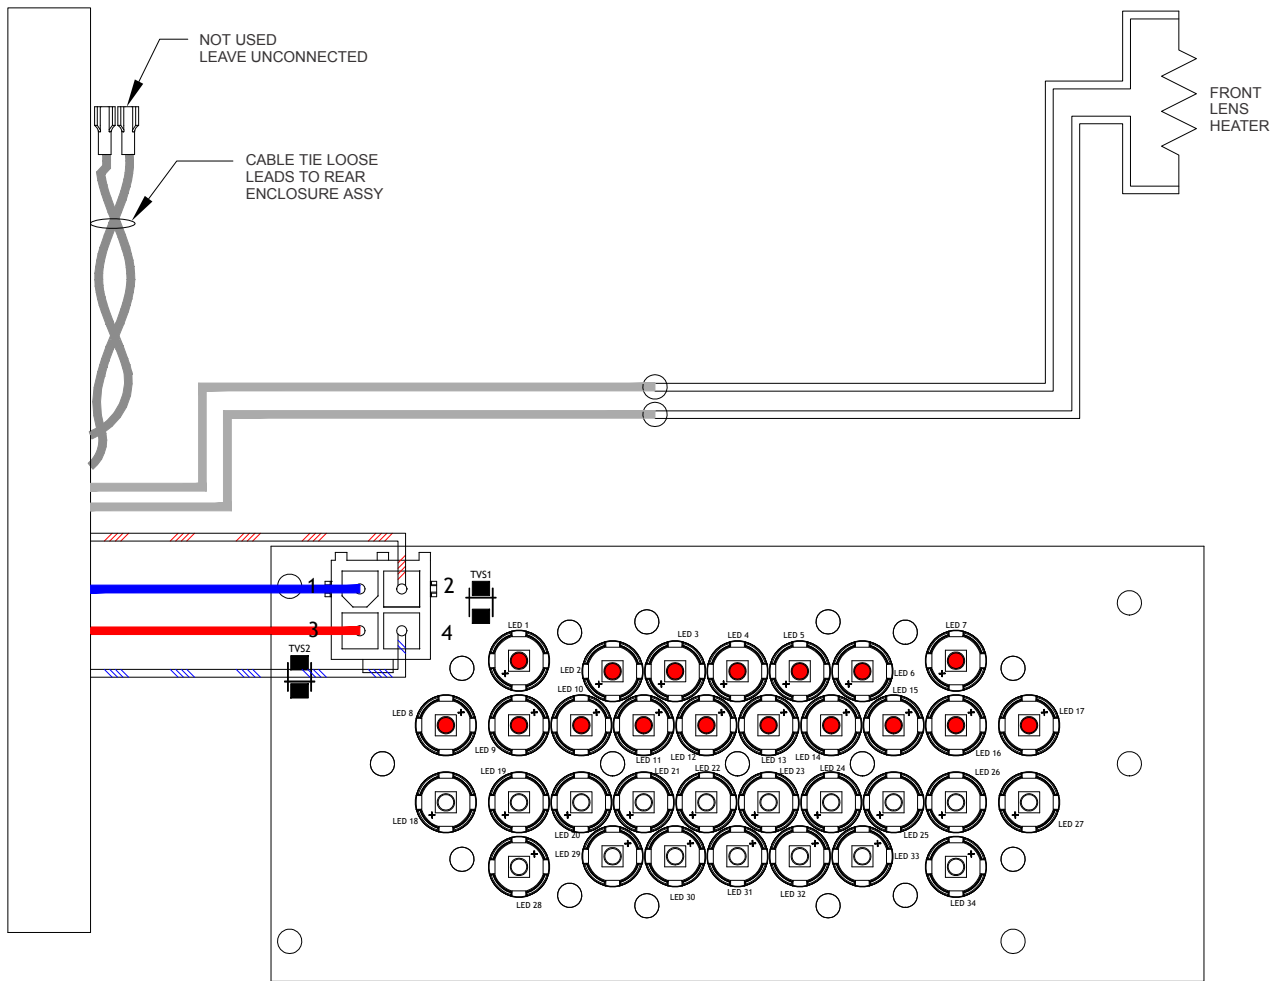 NOT USED
LEAVE UNCONNECTED
FRONT
LENS
HEATER
CABLE TIE LOOSE
LEADS TO REAR
ENCLOSURE ASSY
1
2
3
4
TVS1
TVS2
LED 1
LED 2
LED 3
LED 4
LED 5
LED 6
LED 7
LED 8
LED 9
LED 10
LED 11
LED 12
LED 13
LED 14
LED 15
LED 16
LED 17
LED 18
LED 19
LED 20
LED 21
LED 22
LED 23
LED 24
LED 25
LED 26
LED 27
LED 28
LED 29
LED 30
LED 31
LED 32
LED 33
LED 34